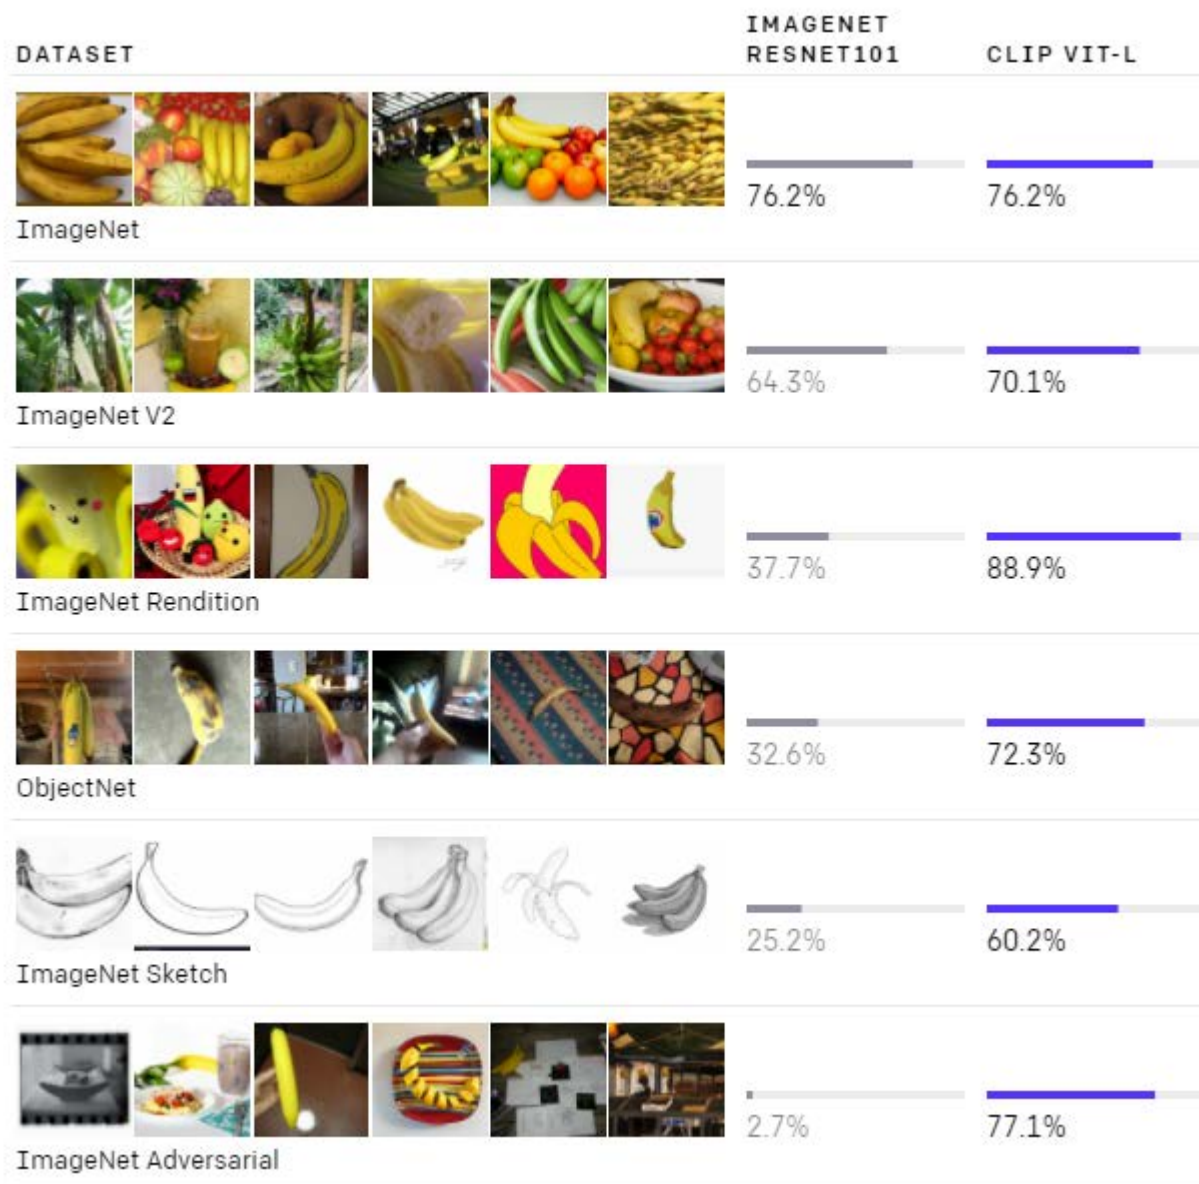 DATASET
IMAGENET
RESNET101
CLIP VIT-L
76.2%
76.2%
ImageNet
64.3%
70.1%
ImageNet V2
37.7%
88.9%
ImageNet Rendition
32.6%
72.3%
ObjectNet
25.2%
60.2%
ImageNet Sketch
2.7%
77.1%
ImageNet Adversarial